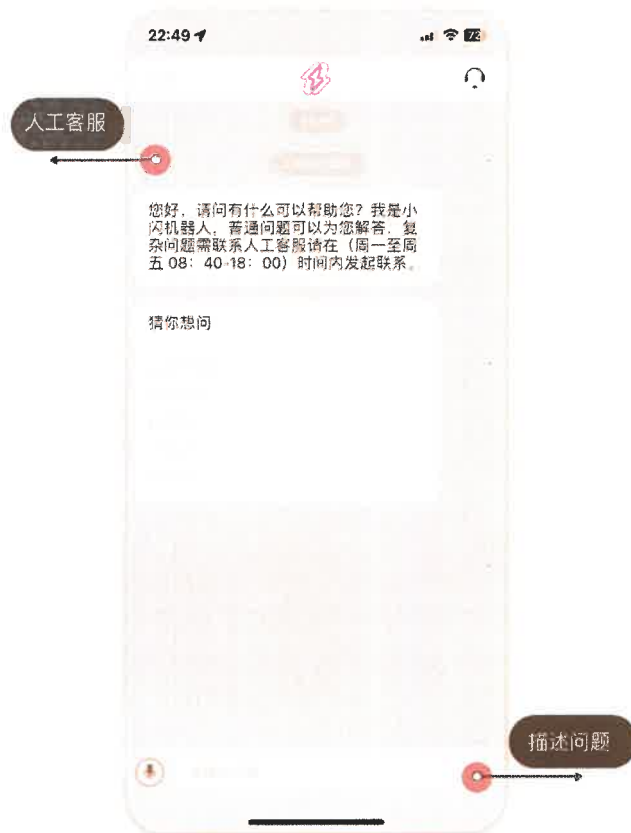 22:49
73
人工客服
您好，请问有什么可以帮助您？我是小
闪机器人，普通问题可以为您解答．复
杂问题需联系人工客服请在（周一至周
五 08：40-18：00）时间内发起联系。
猜你想问
描述问题